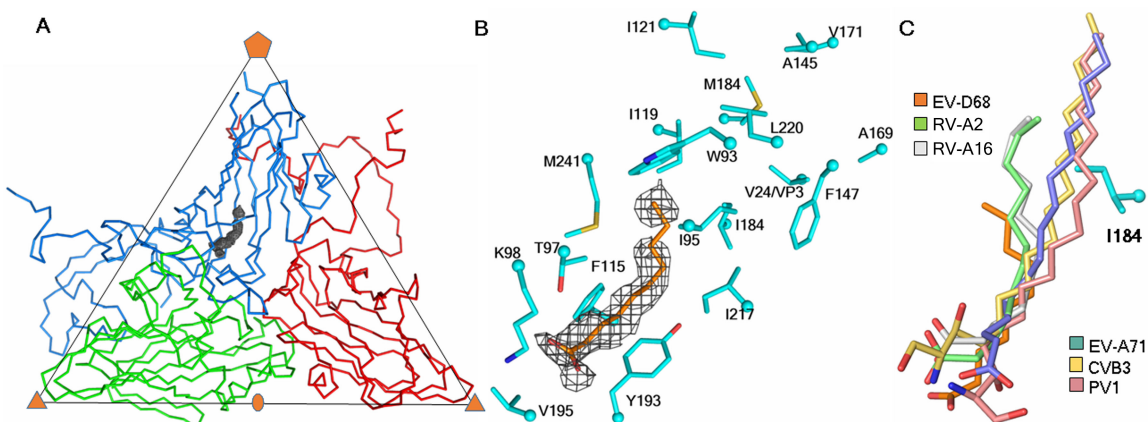 A
B
C
I121
V171
A145
M184
I119
L220
W93
A169
M241
V24/VP3
F147
I95
I184
K98
T97
F115
I217
Y193
V195
EV-D68
RV-A2
RV-A16
I184
EV-A71
CVB3
PV1